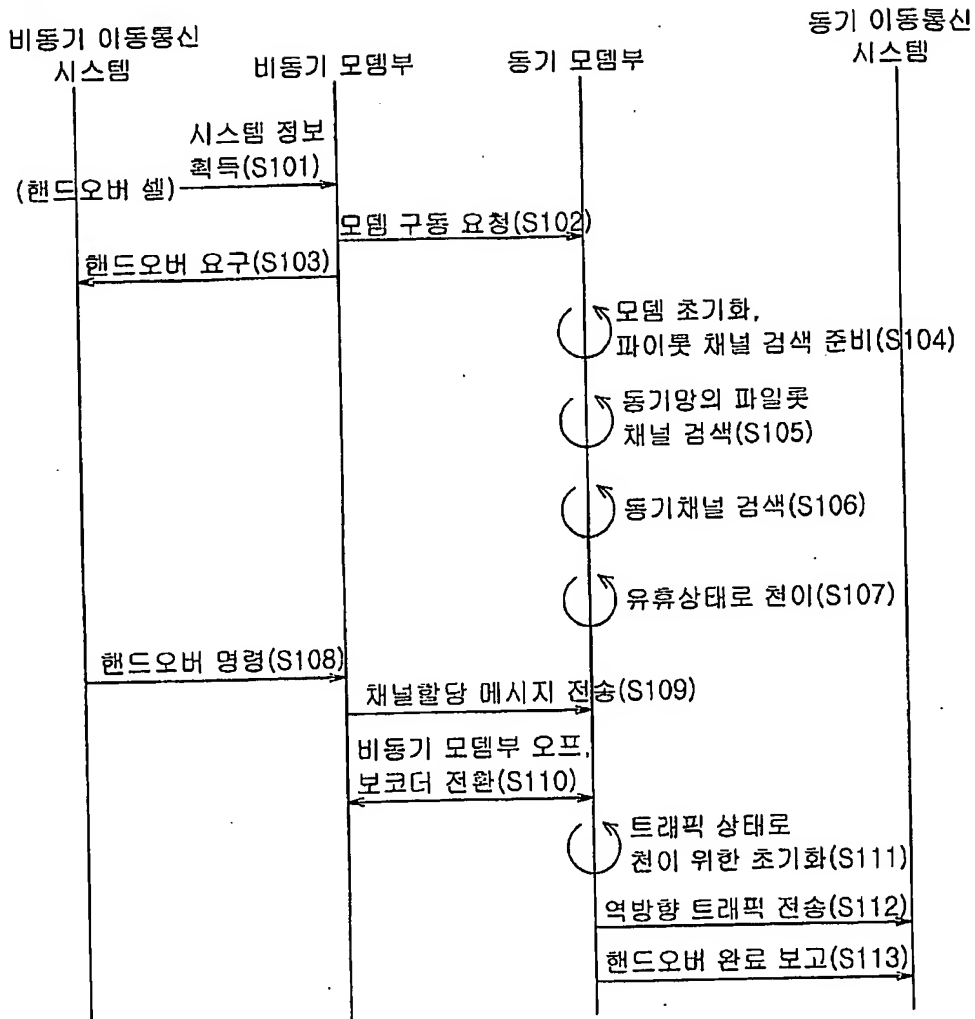 비동기 이동통신
시스템
비동기 모뎀부
동기 모뎀부
동기 이동통신
시스템
시스템 정보
획득(S101)
(핸드오버 셀)
모뎀 구동 요청(S102)
핸드오버 요구(S103)
모뎀 초기화,
파이롯 채널 검색 준비(S104)
동기망의 파일롯
채널 검색(S105)
동기채널 검색(S106)
유휴상태로 천이(S107)
핸드오버 명령(S108)
채널할당 메시지 전송(S109)
비동기 모뎀부 오프,
보코더 전환(S110)
트래픽 상태로
천이 위한 초기화(S111)
역방향 트래픽 전송(S112)
핸드오버 완료 보고(S113)